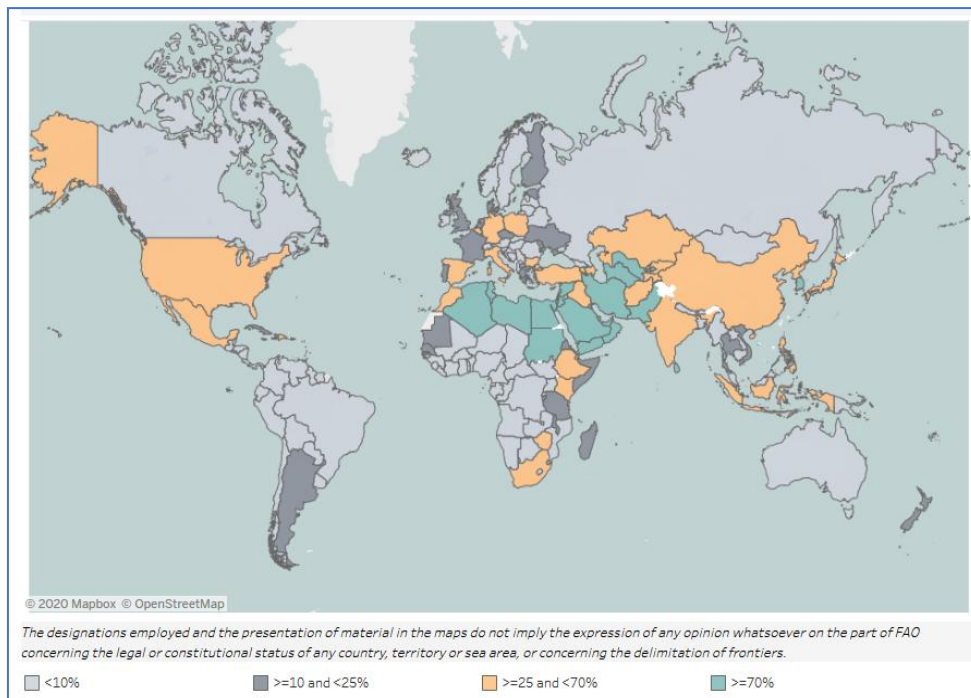 © 2020 Mapbox © OpenStreetMap
The designations employed and the presentation of material in the maps do not imply the expression of any opinion whatsoever on the part of FAO
concerning the legal or constitutional status of any country, territory or sea area, or concerning the delimitation of frontiers.
<10% >=10 and <25% >=25 and <70% >=70%